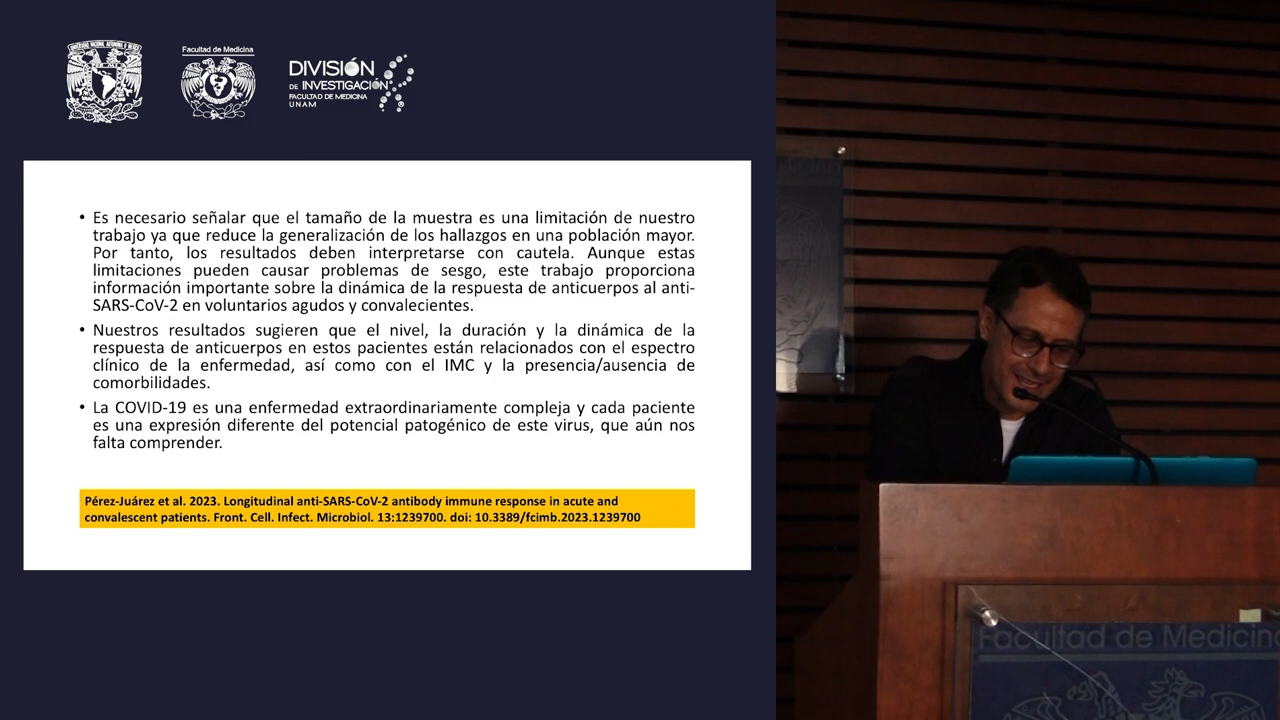 UNIVERSIDAD NACIONAL AVTONOMA DE MEXICO
Facultad de Medicina
DIVISIÓN
DE INVESTIGACIÓN
FACULTAD DE MEDICINA
UNAM
• Es necesario señalar que el tamaño de la muestra es una limitación de nuestro
trabajo ya que reduce la generalización de los hallazgos en una población mayor.
Por tanto, los resultados deben interpretarse con cautela. Aunque estas
limitaciones pueden causar problemas de sesgo, este trabajo proporciona
información importante sobre la dinámica de la respuesta de anticuerpos al anti-
SARS-CoV-2 en voluntarios agudos y convalecientes.
• Nuestros resultados sugieren que el nivel, la duración y la dinámica de la
respuesta de anticuerpos en estos pacientes están relacionados con el espectro
clínico de la enfermedad, así como con el IMC y la presencia/ausencia de
comorbilidades.
• La COVID-19 es una enfermedad extraordinariamente compleja y cada paciente
es una expresión diferente del potencial patogénico de este virus, que aún nos
falta comprender.
Pérez-Juárez et al. 2023. Longitudinal anti-SARS-CoV-2 antibody immune response in acute and
convalescent patients. Front. Cell. Infect. Microbiol. 13:1239700. doi: 10.3389/fcimb.2023.1239700
Facultad de Medicin